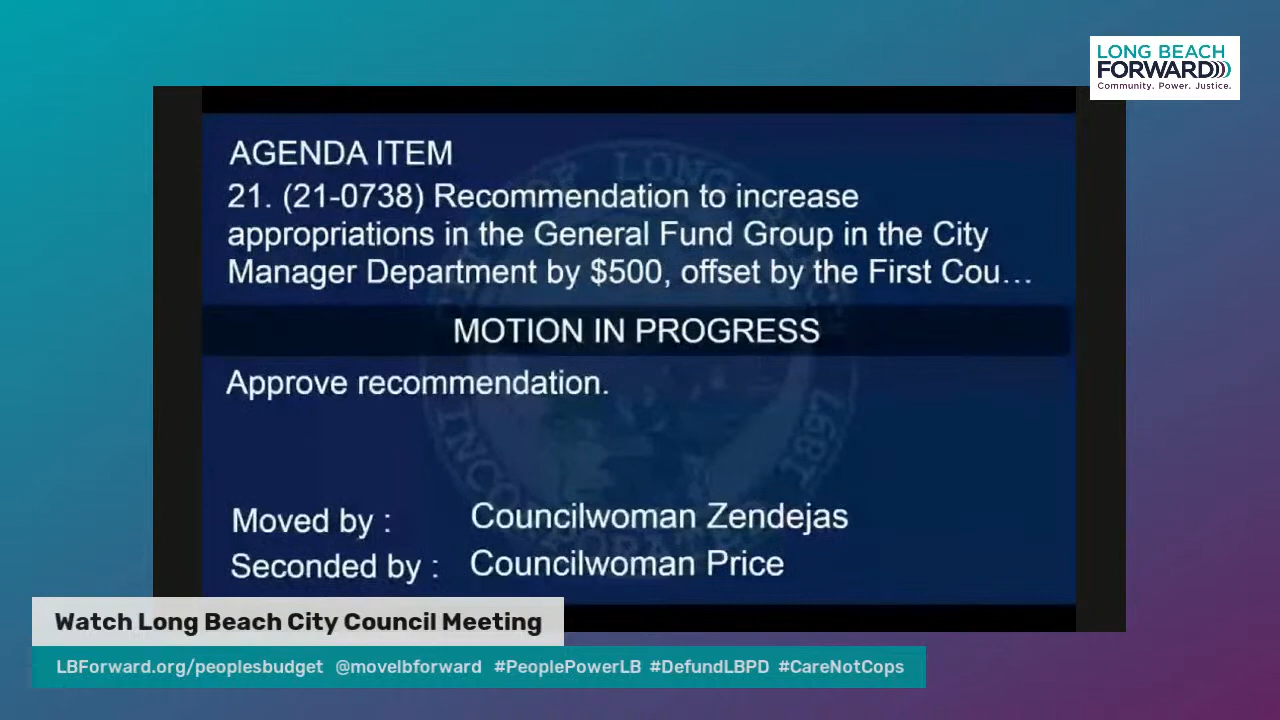 LONG BEACH
FORWARD
Community. Power. Justice.
AGENDA ITEM
21. (21-0738) Recommendation to increase
appropriations in the General Fund Group in the City
Manager Department by $500, offset by the First Cou...
MOTION IN PROGRESS
Approve recommendation.
Moved by : Councilwoman Zendejas
Seconded by : Councilwoman Price
Watch Long Beach City Council Meeting
LBForward.org/peoplesbudget @movelbforward #PeoplePowerLB #DefundLBPD #CareNotCops